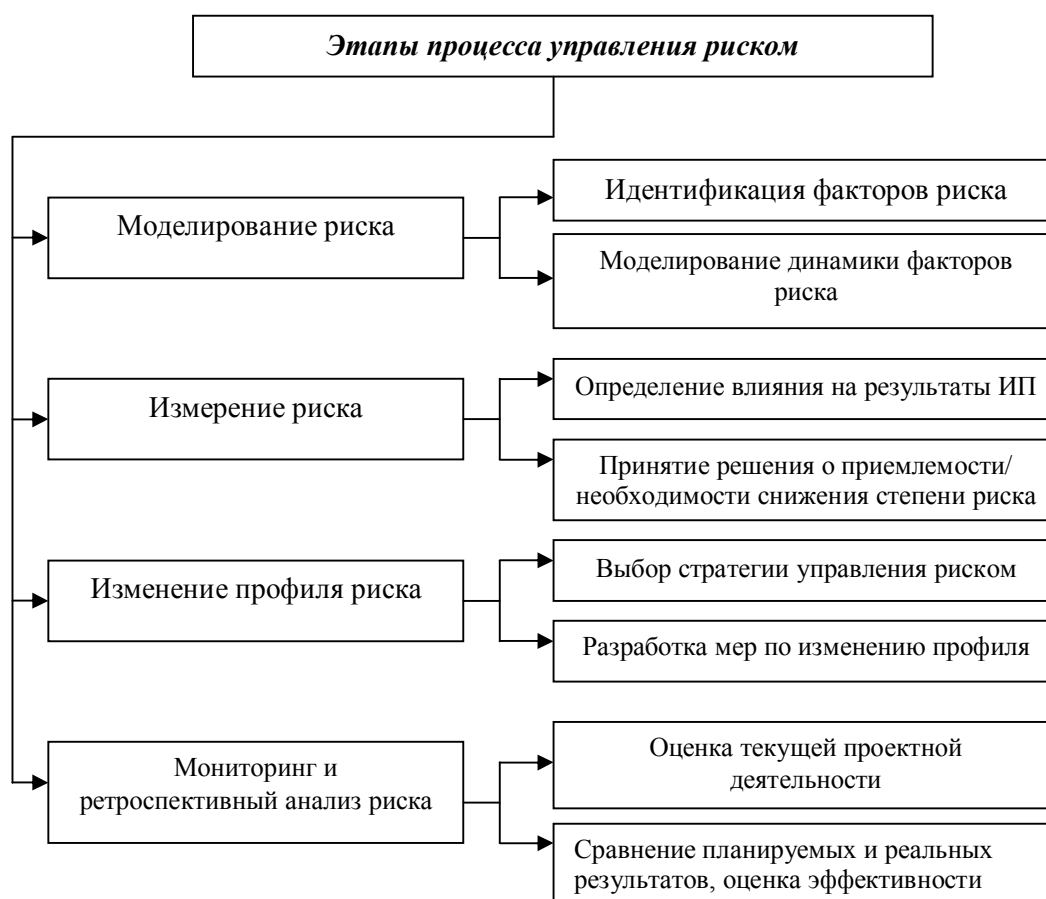 Этапы процесса управления риском
Моделирование риска
Идентификация факторов риска
Моделирование динамики факторов
риска
Измерение риска
Определение влияния на результаты ИП
Принятие решения о приемлемости/
необходимости снижения степени риска
Изменение профиля риска
Выбор стратегии управления риском
Разработка мер по изменению профиля
Мониторинг и
ретроспективный анализ риска
Оценка текущей проектной
деятельности
Сравнение планируемых и реальных
результатов, оценка эффективности